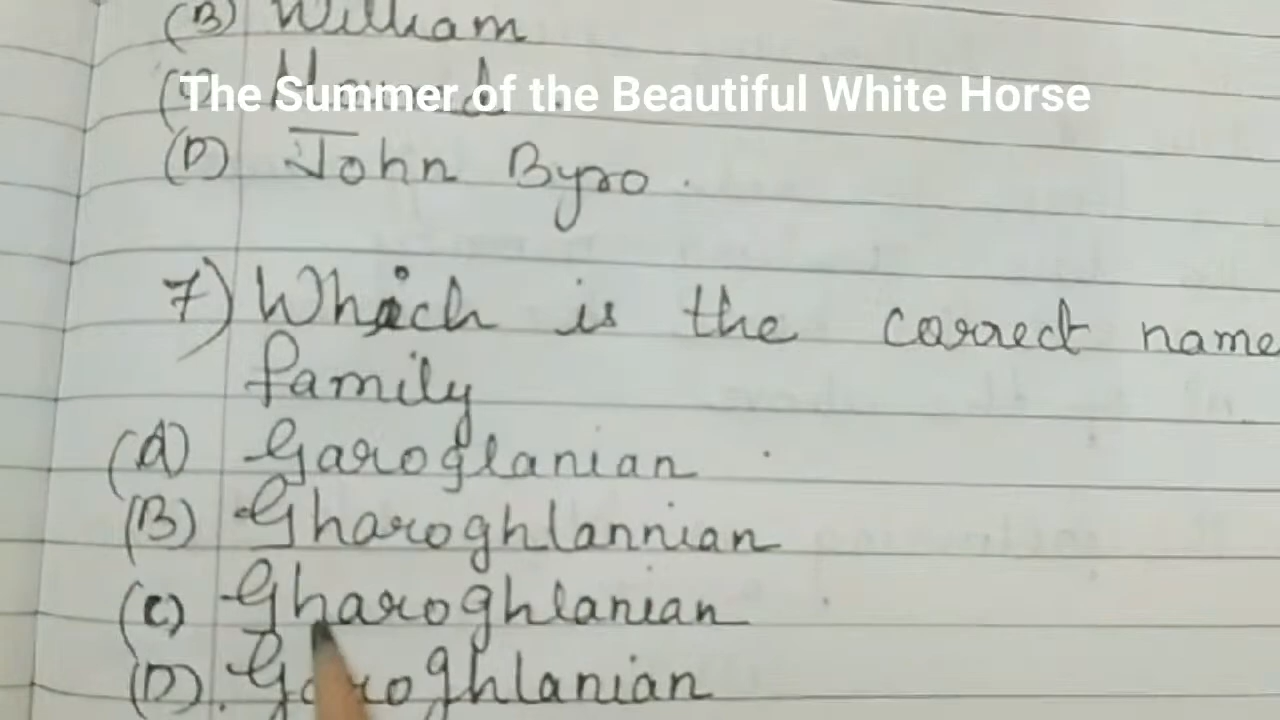 (B) William
The Summer of the Beautiful White Horse
(D) John Byro.
7) Which is the correct name
family
(A) Garoglanian
(B) Gharoghlannian
(C) Gharoghlanian
(D). Garoghlanian